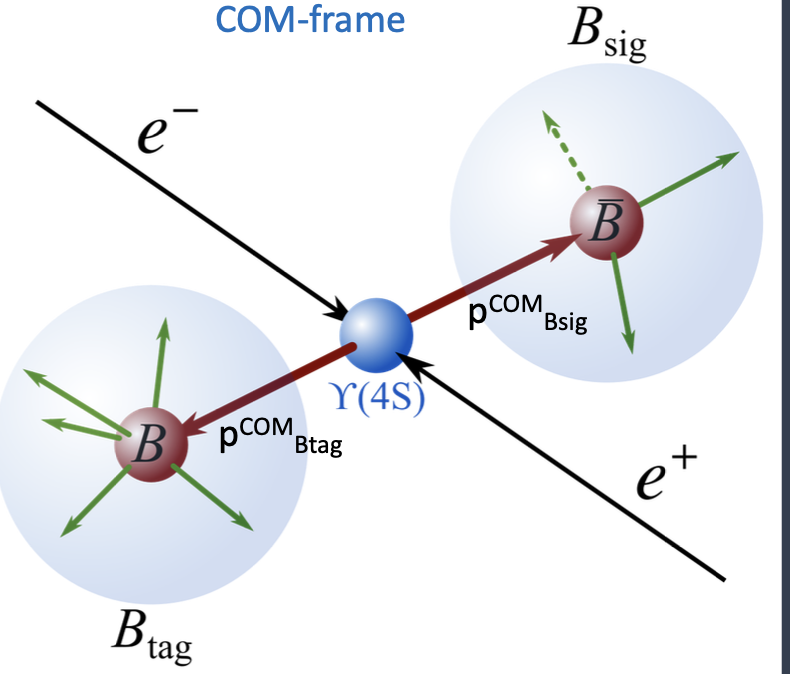 COM-frame
B_sig
e⁻
B̅
p^COM_Bsig
ϒ(4S)
p^COM_Btag
B
e⁺
B_tag